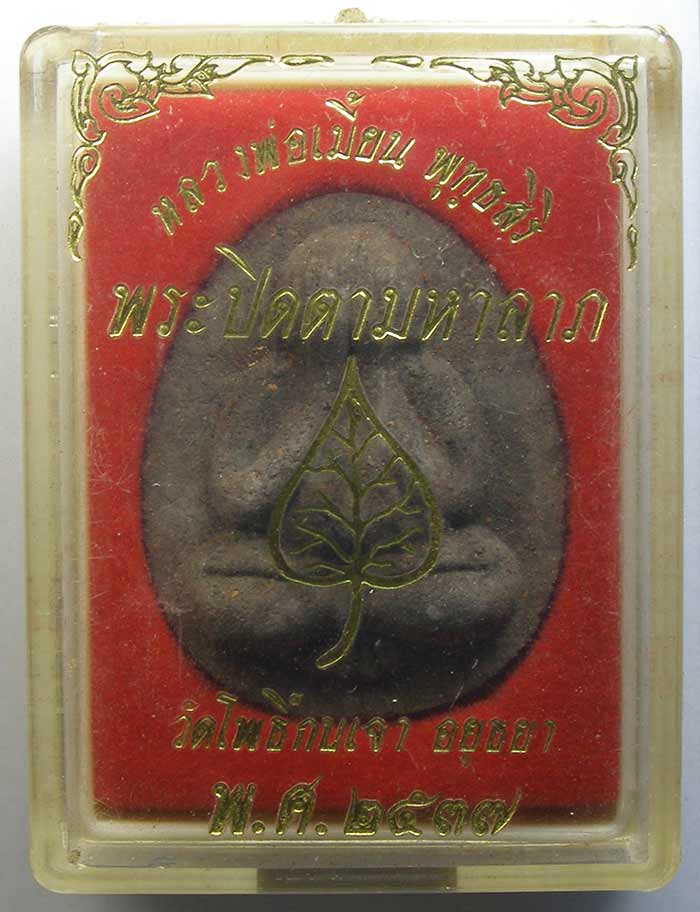 หลวงพ่อเมี้ยน พุทฺธสิริ
พระปิดตามหาลาภ
วัดโพธิ์กบเจา อยุธยา
พ.ศ.๒๕๓๗